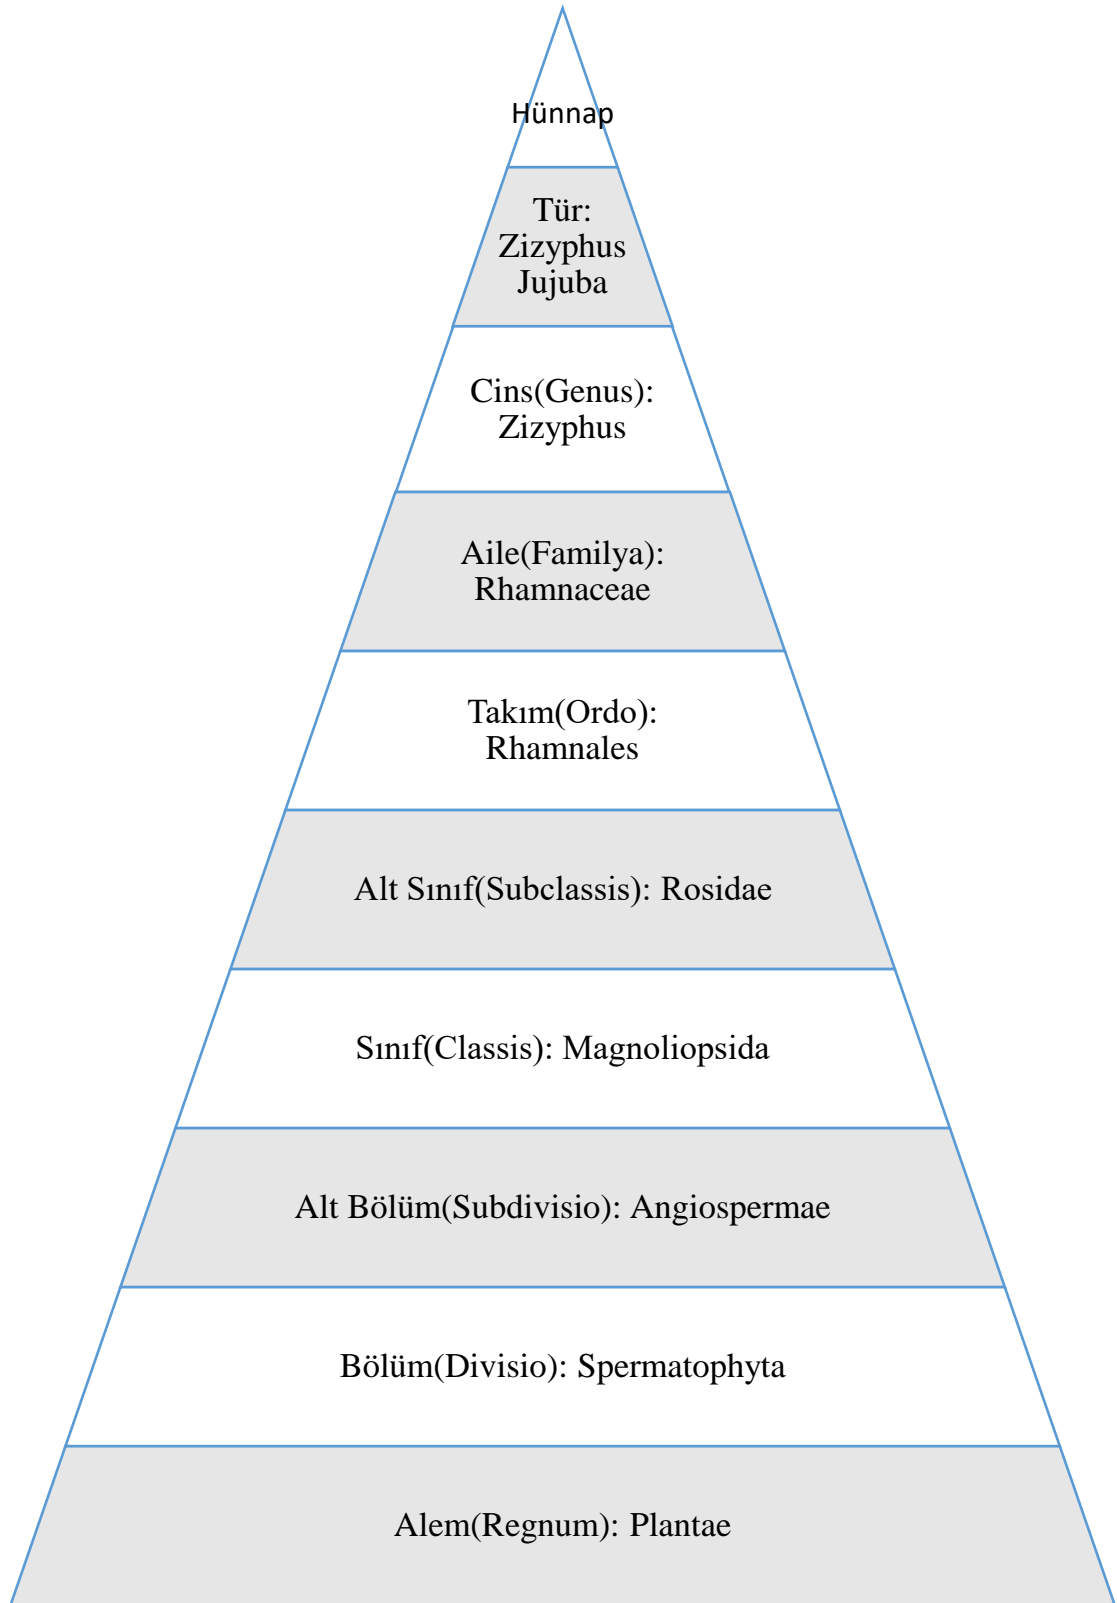 Hünnap
Tür:
Zizyphus
Jujuba
Cins(Genus):
Zizyphus
Aile(Familya):
Rhamnaceae
Takım(Ordo):
Rhamnales
Alt Sınıf(Subclassis): Rosidae
Sınıf(Classis): Magnoliopsida
Alt Bölüm(Subdivisio): Angiospermae
Bölüm(Divisio): Spermatophyta
Alem(Regnum): Plantae